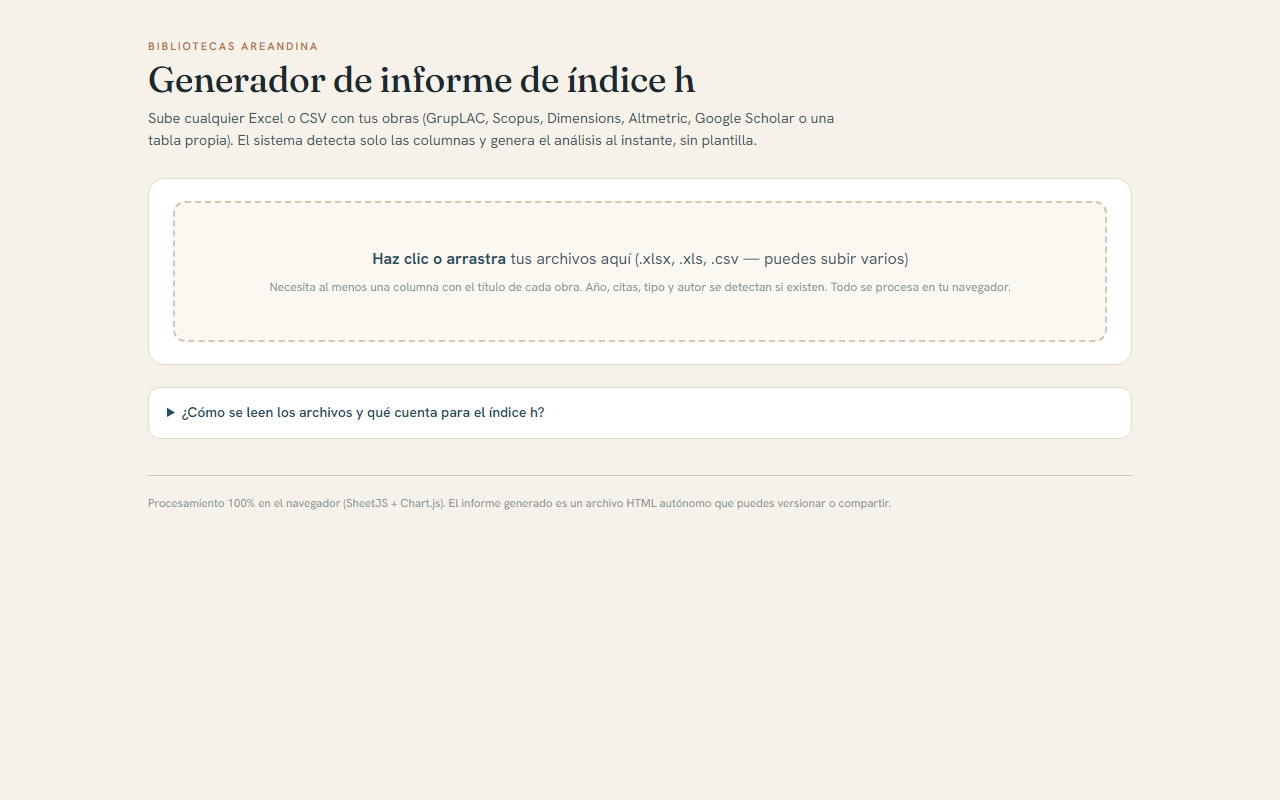 BIBLIOTECAS AREANDINA
Generador de informe de índice h
Sube cualquier Excel o CSV con tus obras (GrupLAC, Scopus, Dimensions, Altmetric, Google Scholar o una
tabla propia). El sistema detecta solo las columnas y genera el análisis al instante, sin plantilla.
Haz clic o arrastra tus archivos aquí (.xlsx, .xls, .csv — puedes subir varios)
Necesita al menos una columna con el título de cada obra. Año, citas, tipo y autor se detectan si existen. Todo se procesa en tu navegador.
¿Cómo se leen los archivos y qué cuenta para el índice h?
Procesamiento 100% en el navegador (SheetJS + Chart.js). El informe generado es un archivo HTML autónomo que puedes versionar o compartir.